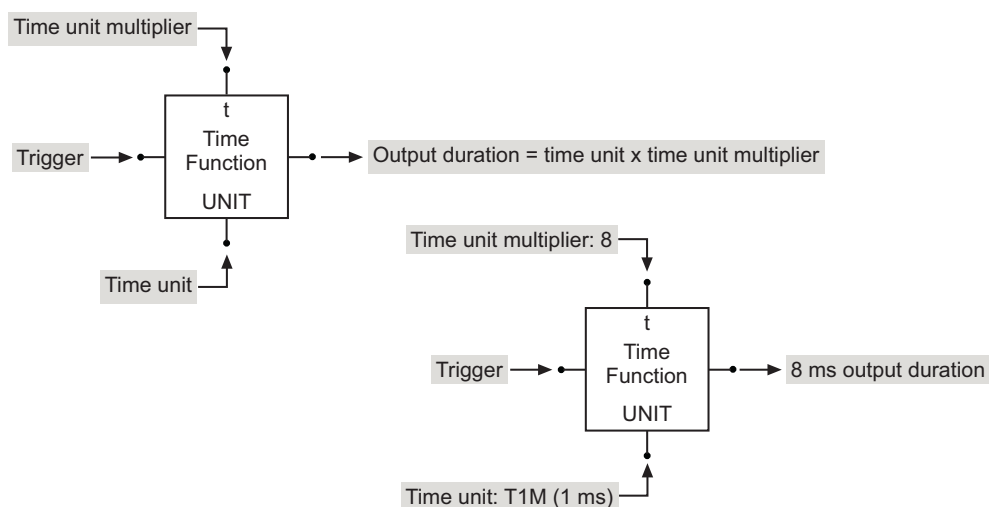 Time unit multiplier
t
Time
Function
UNIT
Trigger
Output duration = time unit x time unit multiplier
Time unit
Time unit multiplier: 8
t
Time
Function
UNIT
Trigger
8 ms output duration
Time unit: T1M (1 ms)